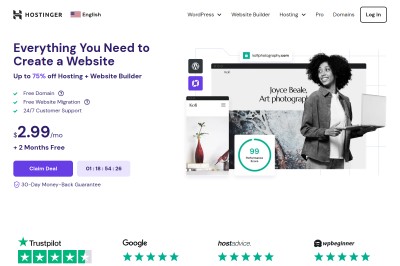 HOSTINGER
English
WordPress
Website Builder
Hosting
Pro
Domains
Log In
Everything You Need to
Create a Website
Up to 75% off Hosting + Website Builder
Free Domain
Free Website Migration
24/7 Customer Support
$2.99/mo
+ 2 Months Free
Claim Deal
01 : 18 : 54 : 26
30-Day Money-Back Guarantee
Joyce Beale,
Art photograph
99
Performance
Score
Trustpilot
Google
hostadvice.
wpbeginner